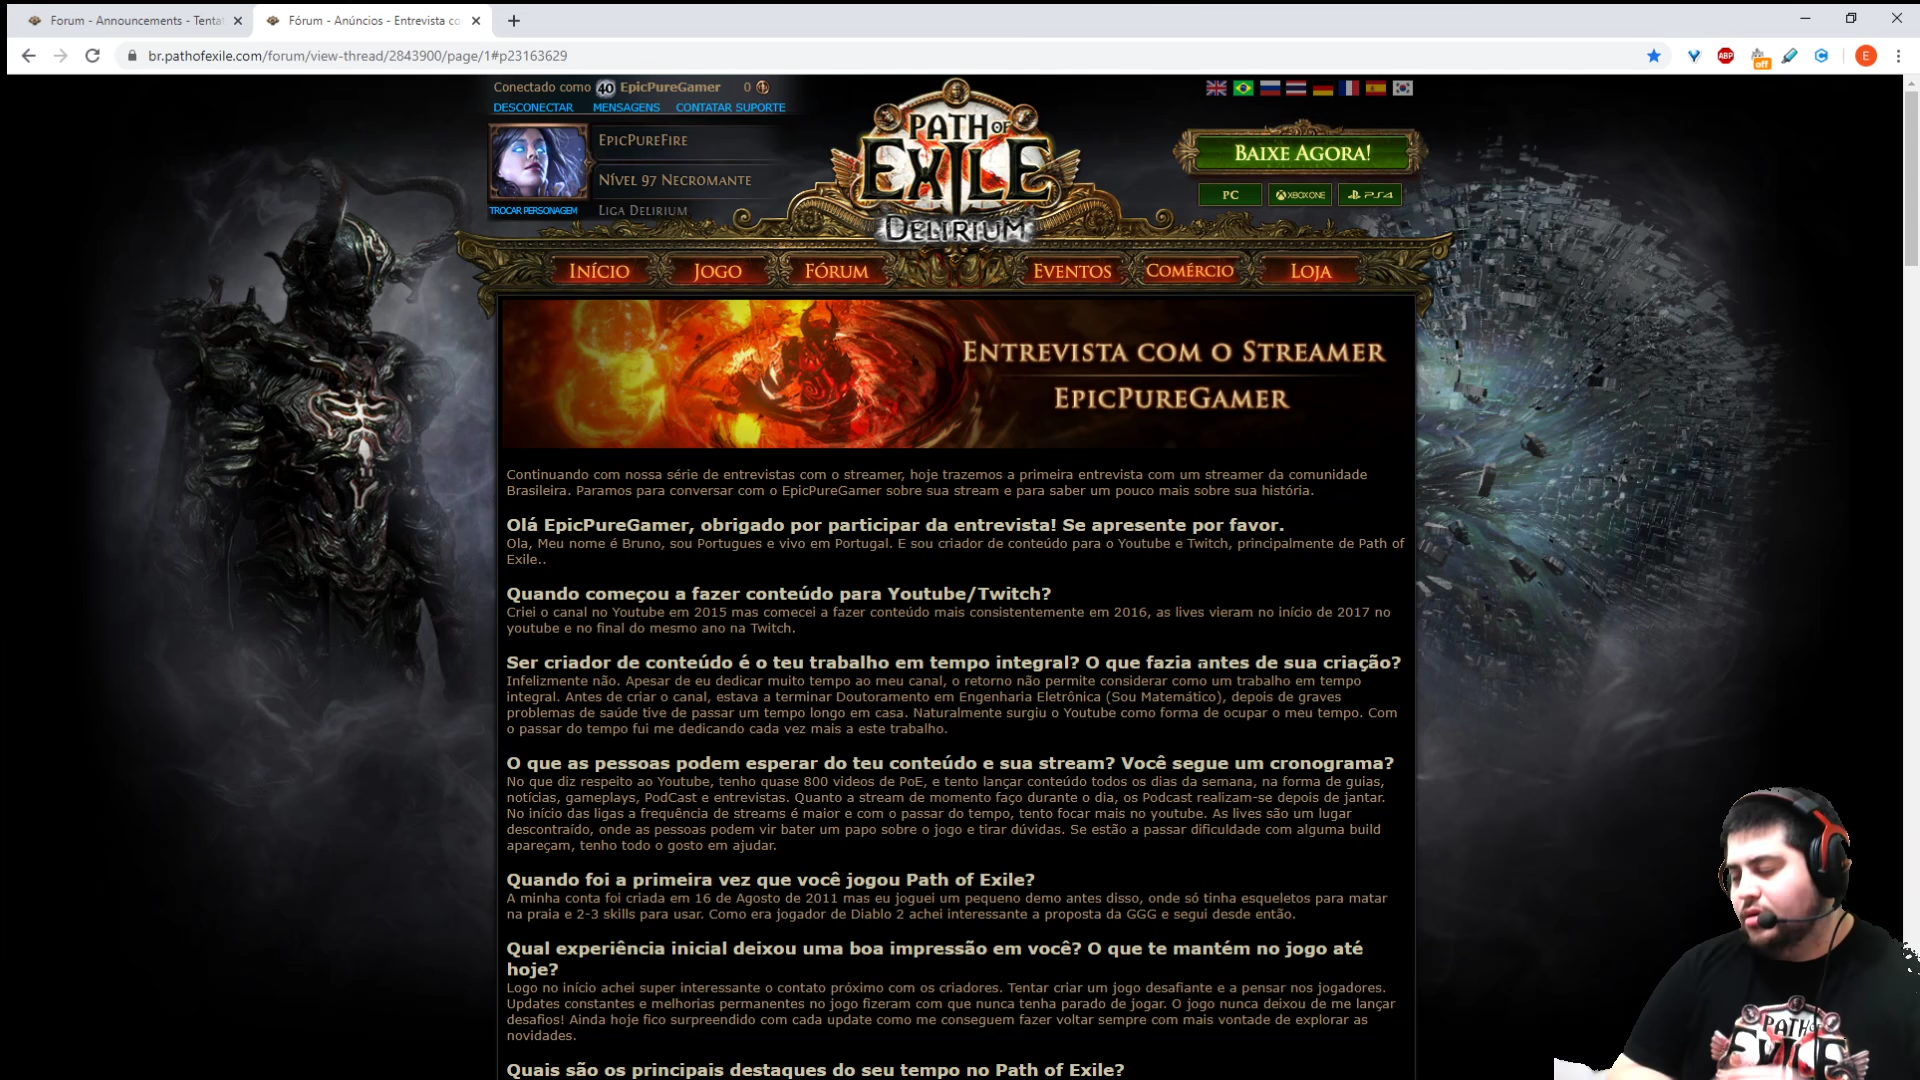 Forum - Announcements - Tenta
Fórum - Anúncios - Entrevista co
br.pathofexile.com/forum/view-thread/2843900/page/1#p23163629
ABP
off
E
Conectado como 40 EpicPureGamer 0
DESCONECTAR MENSAGENS CONTATAR SUPORTE
EpicPureFire
Nível 97 Necromante
TROCAR PERSONAGEM
Liga Delirium
PATH OF
EXILE
DELIRIUM
BAIXE AGORA!
PC XBOX ONE PS4
INÍCIO JOGO FÓRUM EVENTOS COMÉRCIO LOJA
Entrevista com o Streamer
EpicPureGamer
Continuando com nossa série de entrevistas com o streamer, hoje trazemos a primeira entrevista com um streamer da comunidade
Brasileira. Paramos para conversar com o EpicPureGamer sobre sua stream e para saber um pouco mais sobre sua história.
Olá EpicPureGamer, obrigado por participar da entrevista! Se apresente por favor.
Ola, Meu nome é Bruno, sou Portugues e vivo em Portugal. E sou criador de conteúdo para o Youtube e Twitch, principalmente de Path of
Exile..
Quando começou a fazer conteúdo para Youtube/Twitch?
Criei o canal no Youtube em 2015 mas comecei a fazer conteúdo mais consistentemente em 2016, as lives vieram no início de 2017 no
youtube e no final do mesmo ano na Twitch.
Ser criador de conteúdo é o teu trabalho em tempo integral? O que fazia antes de sua criação?
Infelizmente não. Apesar de eu dedicar muito tempo ao meu canal, o retorno não permite considerar como um trabalho em tempo
integral. Antes de criar o canal, estava a terminar Doutoramento em Engenharia Eletrônica (Sou Matemático), depois de graves
problemas de saúde tive de passar um tempo longo em casa. Naturalmente surgiu o Youtube como forma de ocupar o meu tempo. Com
o passar do tempo fui me dedicando cada vez mais a este trabalho.
O que as pessoas podem esperar do teu conteúdo e sua stream? Você segue um cronograma?
No que diz respeito ao Youtube, tenho quase 800 videos de PoE, e tento lançar conteúdo todos os dias da semana, na forma de guias,
notícias, gameplays, PodCast e entrevistas. Quanto a stream de momento faço durante o dia, os Podcast realizam-se depois de jantar.
No início das ligas a frequência de streams é maior e com o passar do tempo, tento focar mais no youtube. As lives são um lugar
descontraído, onde as pessoas podem vir bater um papo sobre o jogo e tirar dúvidas. Se estão a passar dificuldade com alguma build
apareçam, tenho todo o gosto em ajudar.
Quando foi a primeira vez que você jogou Path of Exile?
A minha conta foi criada em 16 de Agosto de 2011 mas eu joguei um pequeno demo antes disso, onde só tinha esqueletos para matar
na praia e 2-3 skills para usar. Como era jogador de Diablo 2 achei interessante a proposta da GGG e segui desde então.
Qual experiência inicial deixou uma boa impressão em você? O que te mantém no jogo até
hoje?
Logo no início achei super interessante o contato próximo com os criadores. Tentar criar um jogo desafiante e a pensar nos jogadores.
Updates constantes e melhorias permanentes no jogo fizeram com que nunca tenha parado de jogar. O jogo nunca deixou de me lançar
desafios! Ainda hoje fico surpreendido com cada update como me conseguem fazer voltar sempre com mais vontade de explorar as
novidades.
Quais são os principais destaques do seu tempo no Path of Exile?
PATH OF
EXILE